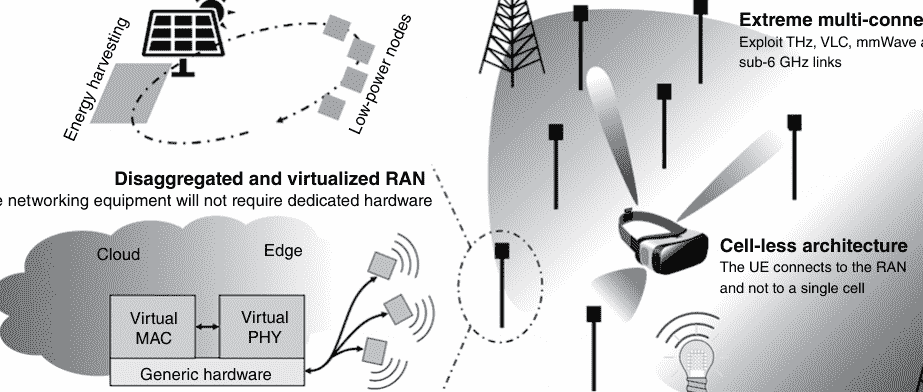 Energy harvesting
Low-power nodes
Extreme multi-conne
Exploit THz, VLC, mmWave a
sub-6 GHz links
Disaggregated and virtualized RAN
e networking equipment will not require dedicated hardware
Cloud
Edge
Virtual
MAC
Virtual
PHY
Generic hardware
Cell-less architecture
The UE connects to the RAN
and not to a single cell